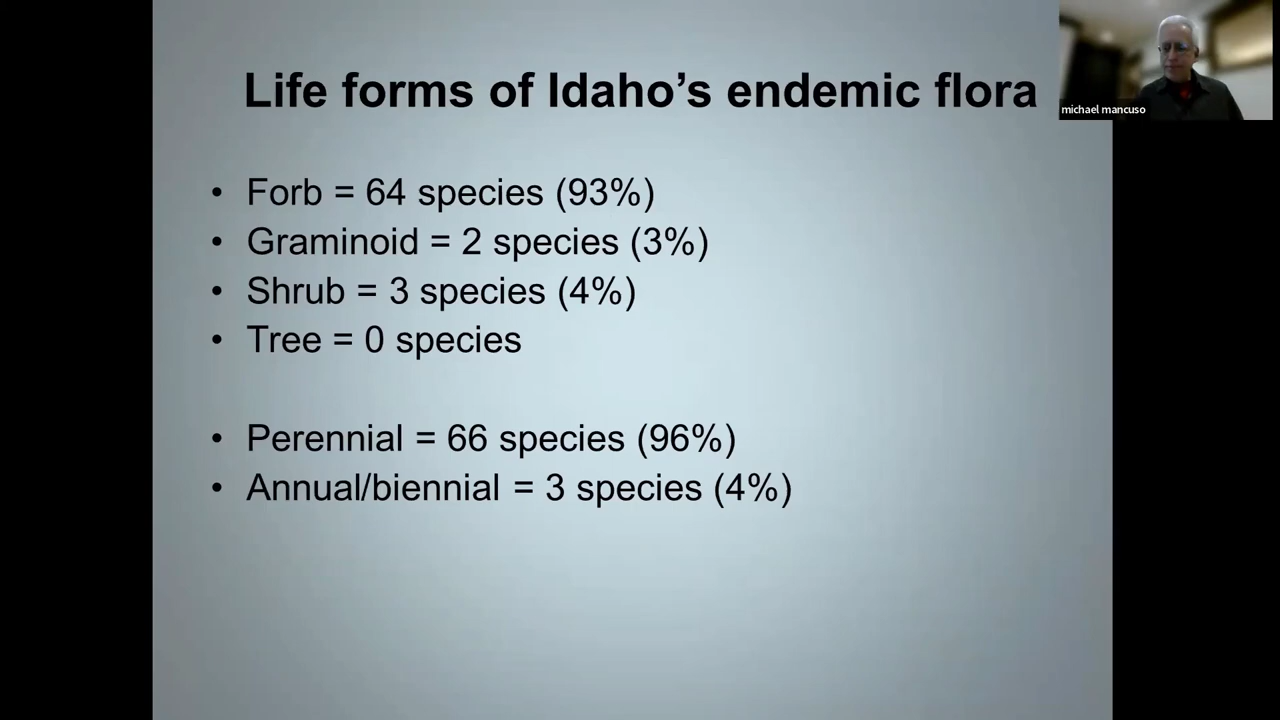 Life forms of Idaho’s endemic flora
michael mancuso
• Forb = 64 species (93%)
• Graminoid = 2 species (3%)
• Shrub = 3 species (4%)
• Tree = 0 species
• Perennial = 66 species (96%)
• Annual/biennial = 3 species (4%)